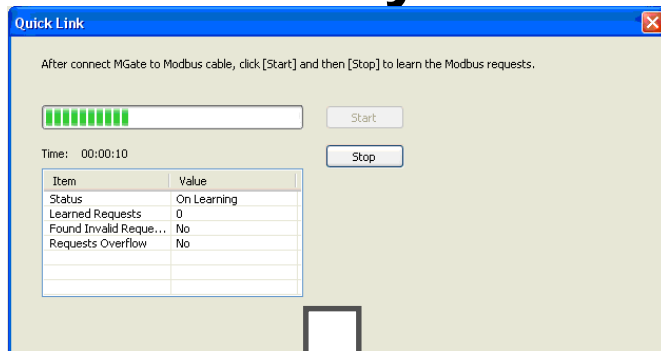 Quick Link
After connect MGate to Modbus cable, click [Start] and then [Stop] to learn the Modbus requests.
Start
Time: 00:00:10
Stop
Item Value
Status On Learning
Learned Requests 0
Found Invalid Reque... No
Requests Overflow No